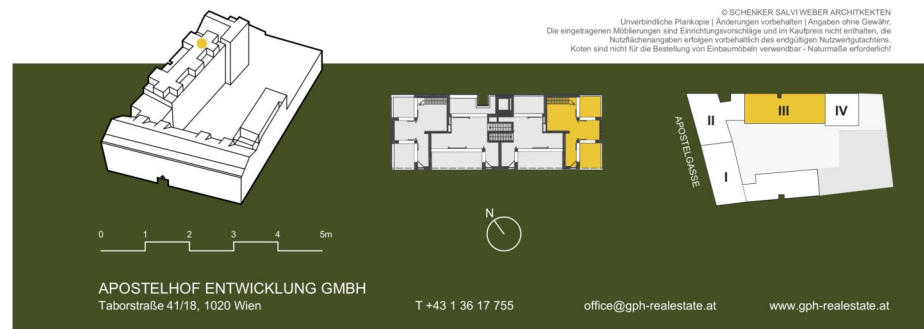 © SCHENKER SALVI WEBER ARCHITKEKTEN
Unverbindliche Plankopie | Änderungen vorbehalten | Angaben ohne Gewähr.
Die eingetragenen Möblierungen sind Einrichtungsvorschläge und im Kaufpreis nicht enthalten, die
Nutzflächenangaben erfolgen vorbehaltlich des endgültigen Nutzwertgutachtens.
Koten sind nicht für die Bestellung von Einbaumöbeln verwendbar - Naturmaße erforderlich!
II
III
IV
APOSTELGASSE
I
N
0 1 2 3 4 5m
APOSTELHOF ENTWICKLUNG GMBH
Taborstraße 41/18, 1020 Wien
T +43 1 36 17 755
office@gph-realestate.at
www.gph-realestate.at